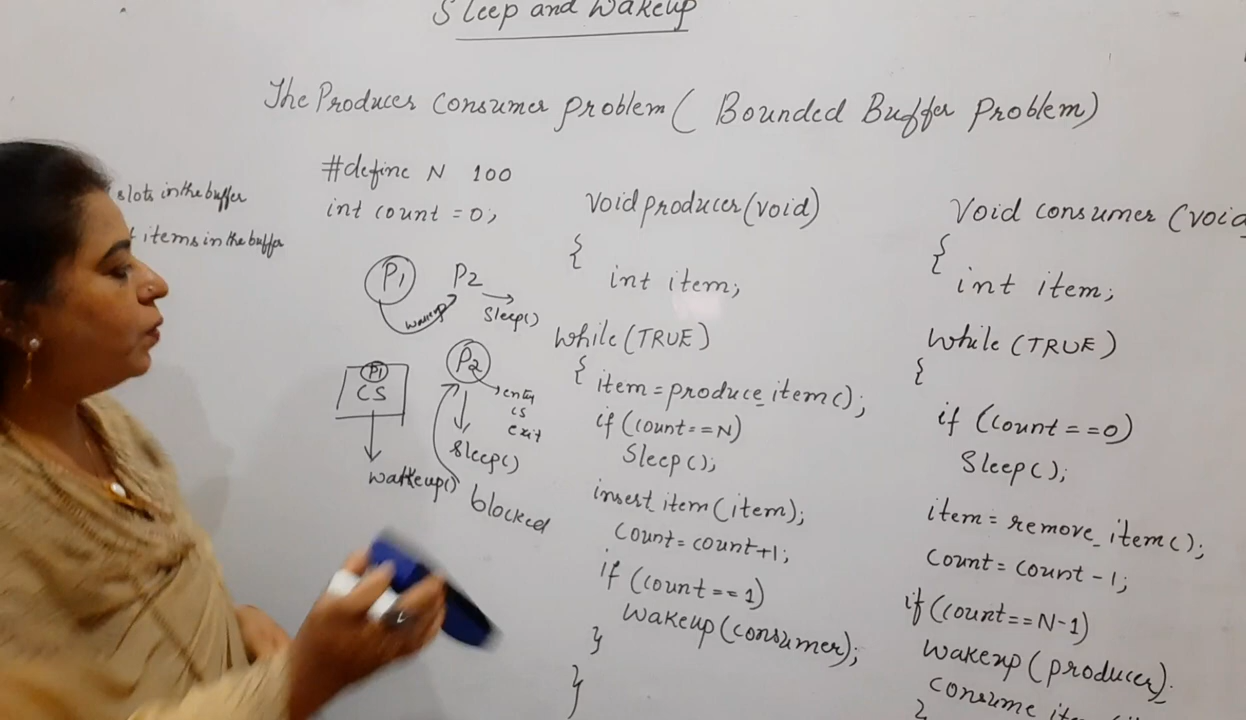 Sleep and Wakeup
The Producer Consumer problem ( Bounded Buffer Problem)
#define N 100
slots in the buffer
int count = 0;
items in the buffer
P1 P2
wakeup
Sleep()
P1
CS
P2
entry
CS
exit
Sleep()
wakeup()
blocked
void producer(void)
{
int item;
while (TRUE)
{ item = produce_item();
if (count == N)
Sleep();
insert item (item);
count = count+1;
if (count == 1)
wakeup (consumer);
}
}
Void consumer (void
{
int item;
while (TRUE)
{
if (count == 0)
Sleep();
item = remove_item();
count = count - 1;
if (count == N-1)
wakeup (producer);
consume
}